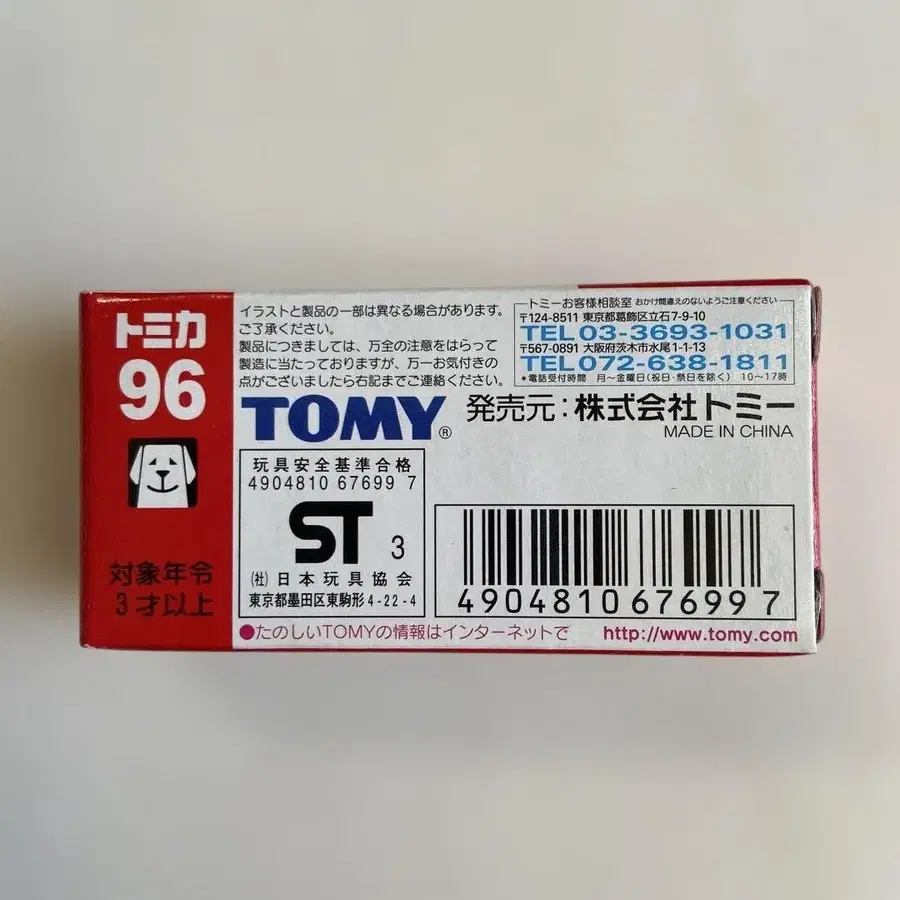 トミカ
96
対象年令
3才以上
イラストと製品の一部は異なる場合があります。
ご了承ください。
製品につきましては、万全の注意をはらって
製造に当たっておりますが、万一お気付きの
点がございましたら右記までご連絡ください。
トミーお客様相談室 おかけ間違えのないようご注意ください
〒124-8511 東京都葛飾区立石7-9-10
TEL03-3693-1031
〒567-0891 大阪府茨木市水尾1-1-13
TEL072-638-1811
*電話受付時間 月〜金曜日(祝日・祭日を除く) 10〜17時
TOMY®
発売元:株式会社トミー
MADE IN CHINA
玩具安全基準合格
4904810 67699 7
ST 3
(社)日本玩具協会
東京都墨田区東駒形4-22-4
4904810676997
●たのしいTOMYの情報はインターネットで http://www.tomy.com